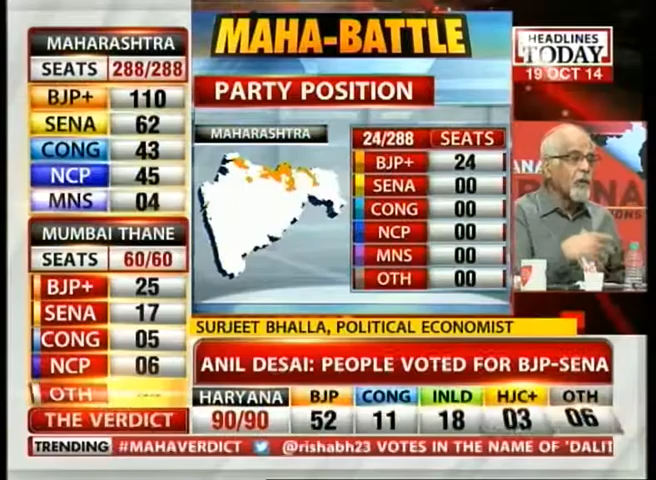 MAHARASHTRA
SEATS 288/288
BJP+ 110
SENA 62
CONG 43
NCP 45
MNS 04
MUMBAI THANE
SEATS 60/60
BJP+ 25
SENA 17
CONG 05
NCP 06
OTH
THE VERDICT
MAHA-BATTLE
PARTY POSITION
MAHARASHTRA
24/288 SEATS
BJP+ 24
SENA 00
CONG 00
NCP 00
MNS 00
OTH 00
HEADLINES
TODAY
19 OCT 14
SURJEET BHALLA, POLITICAL ECONOMIST
ANIL DESAI: PEOPLE VOTED FOR BJP-SENA
HARYANA BJP CONG INLD HJC+ OTH
90/90 52 11 18 03 06
TRENDING #MAHAVERDICT @rishabh23 VOTES IN THE NAME OF 'DALIT